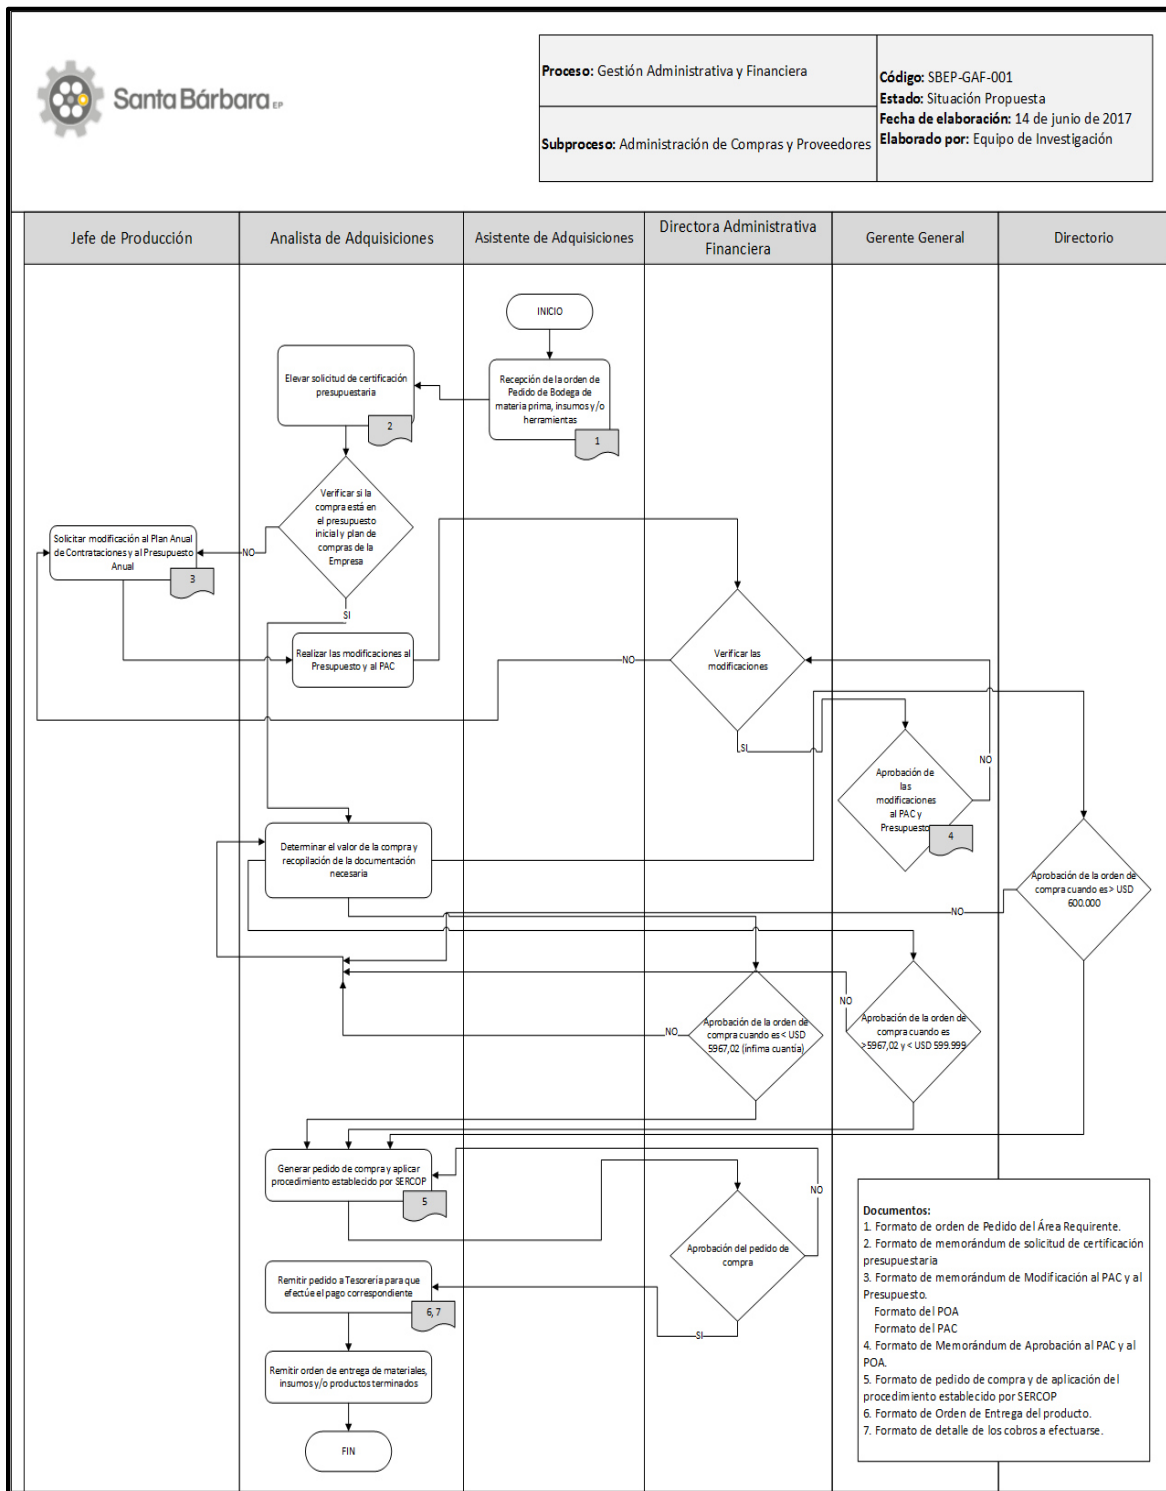 Santa Bárbara EP
Proceso: Gestión Administrativa y Financiera
Subproceso: Administración de Compras y Proveedores
Código: SBEP-GAF-001
Estado: Situación Propuesta
Fecha de elaboración: 14 de junio de 2017
Elaborado por: Equipo de Investigación
Jefe de Producción
Analista de Adquisiciones
Asistente de Adquisiciones
Directora Administrativa
Financiera
Gerente General
Directorio
INICIO
Recepción de la orden de
Pedido de Bodega de
materia prima, insumos y/o
herramientas
1
Elevar solicitud de certificación
presupuestaria
2
Verificar si la
compra está en
el presupuesto
inicial y plan de
compras de la
Empresa
NO
SI
Solicitar modificación al Plan Anual
de Contrataciones y al Presupuesto
Anual
3
Realizar las modificaciones al
Presupuesto y al PAC
Verificar las
modificaciones
NO
SI
Aprobación de
las
modificaciones
al PAC y
Presupuesto
4
NO
Determinar el valor de la compra y
recopilación de la documentación
necesaria
Aprobación de la orden de
compra cuando es > USD
600.000
NO
Aprobación de la orden de
compra cuando es < USD
5967,02 (ínfima cuantía)
NO
Aprobación de la orden de
compra cuando es
>5967,02 y < USD 599.999
NO
Generar pedido de compra y aplicar
procedimiento establecido por SERCOP
5
Aprobación del pedido de
compra
NO
SI
Remitir pedido a Tesorería para que
efectúe el pago correspondiente
6, 7
Remitir orden de entrega de materiales,
insumos y/o productos terminados
FIN
Documentos:
1. Formato de orden de Pedido del Área Requirente.
2. Formato de memorándum de solicitud de certificación
presupuestaria
3. Formato de memorándum de Modificación al PAC y al
Presupuesto.
Formato del POA
Formato del PAC
4. Formato de Memorándum de Aprobación al PAC y al
POA.
5. Formato de pedido de compra y de aplicación del
procedimiento establecido por SERCOP
6. Formato de Orden de Entrega del producto.
7. Formato de detalle de los cobros a efectuarse.